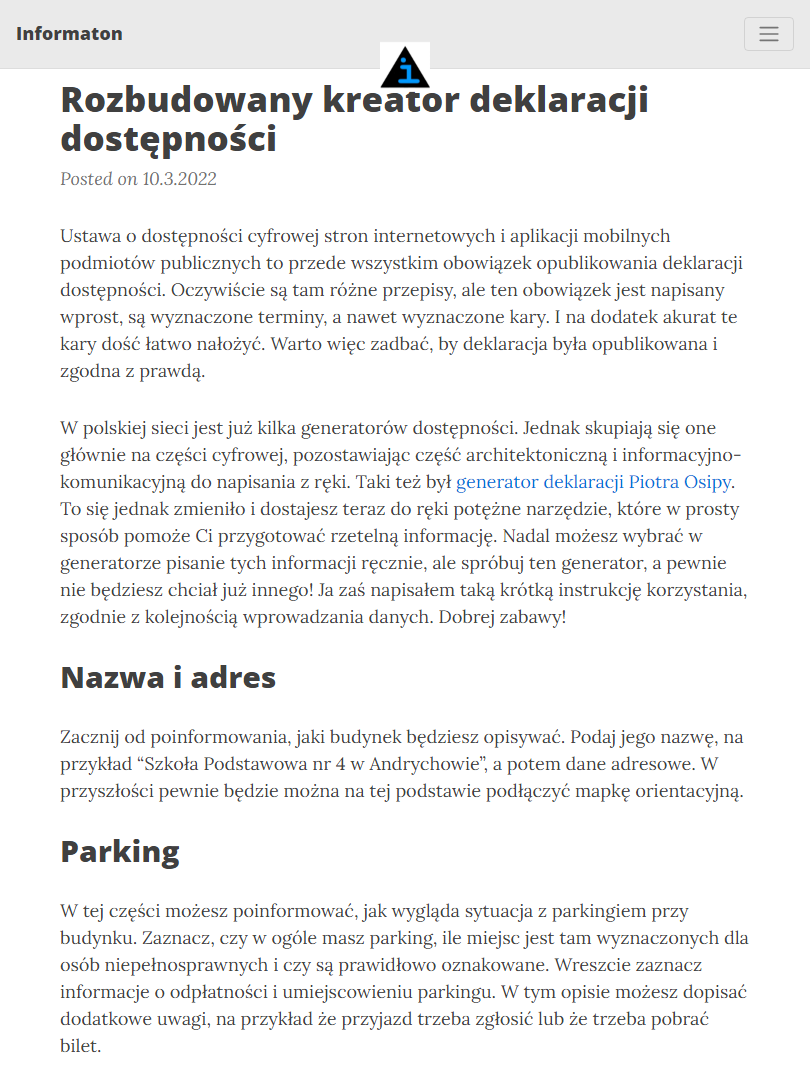 Informaton
i
Rozbudowany kreator deklaracji
dostępności
Posted on 10.3.2022
Ustawa o dostępności cyfrowej stron internetowych i aplikacji mobilnych
podmiotów publicznych to przede wszystkim obowiązek opublikowania deklaracji
dostępności. Oczywiście są tam różne przepisy, ale ten obowiązek jest napisany
wprost, są wyznaczone terminy, a nawet wyznaczone kary. I na dodatek akurat te
kary dość łatwo nałożyć. Warto więc zadbać, by deklaracja była opublikowana i
zgodna z prawdą.
W polskiej sieci jest już kilka generatorów dostępności. Jednak skupiają się one
głównie na części cyfrowej, pozostawiając część architektoniczną i informacyjno-
komunikacyjną do napisania z ręki. Taki też był generator deklaracji Piotra Osipy.
To się jednak zmieniło i dostajesz teraz do ręki potężne narzędzie, które w prosty
sposób pomoże Ci przygotować rzetelną informację. Nadal możesz wybrać w
generatorze pisanie tych informacji ręcznie, ale spróbuj ten generator, a pewnie
nie będziesz chciał już innego! Ja zaś napisałem taką krótką instrukcję korzystania,
zgodnie z kolejnością wprowadzania danych. Dobrej zabawy!
Nazwa i adres
Zacznij od poinformowania, jaki budynek będziesz opisywać. Podaj jego nazwę, na
przykład “Szkoła Podstawowa nr 4 w Andrychowie”, a potem dane adresowe. W
przyszłości pewnie będzie można na tej podstawie podłączyć mapkę orientacyjną.
Parking
W tej części możesz poinformować, jak wygląda sytuacja z parkingiem przy
budynku. Zaznacz, czy w ogóle masz parking, ile miejsc jest tam wyznaczonych dla
osób niepełnosprawnych i czy są prawidłowo oznakowane. Wreszcie zaznacz
informacje o odpłatności i umiejscowieniu parkingu. W tym opisie możesz dopisać
dodatkowe uwagi, na przykład że przyjazd trzeba zgłosić lub że trzeba pobrać
bilet.